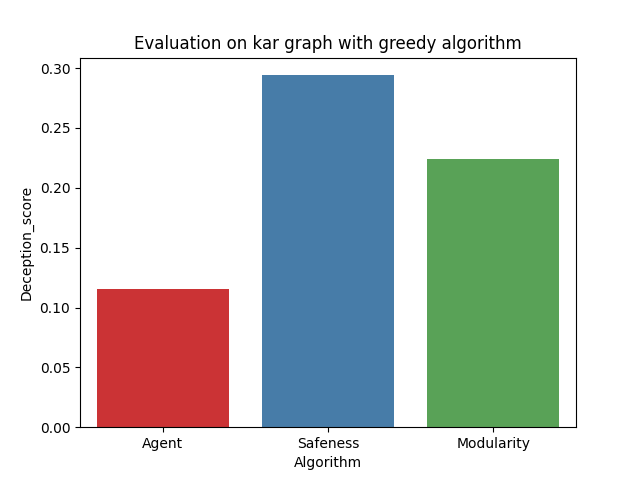 Evaluation on kar graph with greedy algorithm
0.30
0.25
0.20
0.15
0.10
0.05
0.00
Deception_score
Agent
Safeness
Modularity
Algorithm